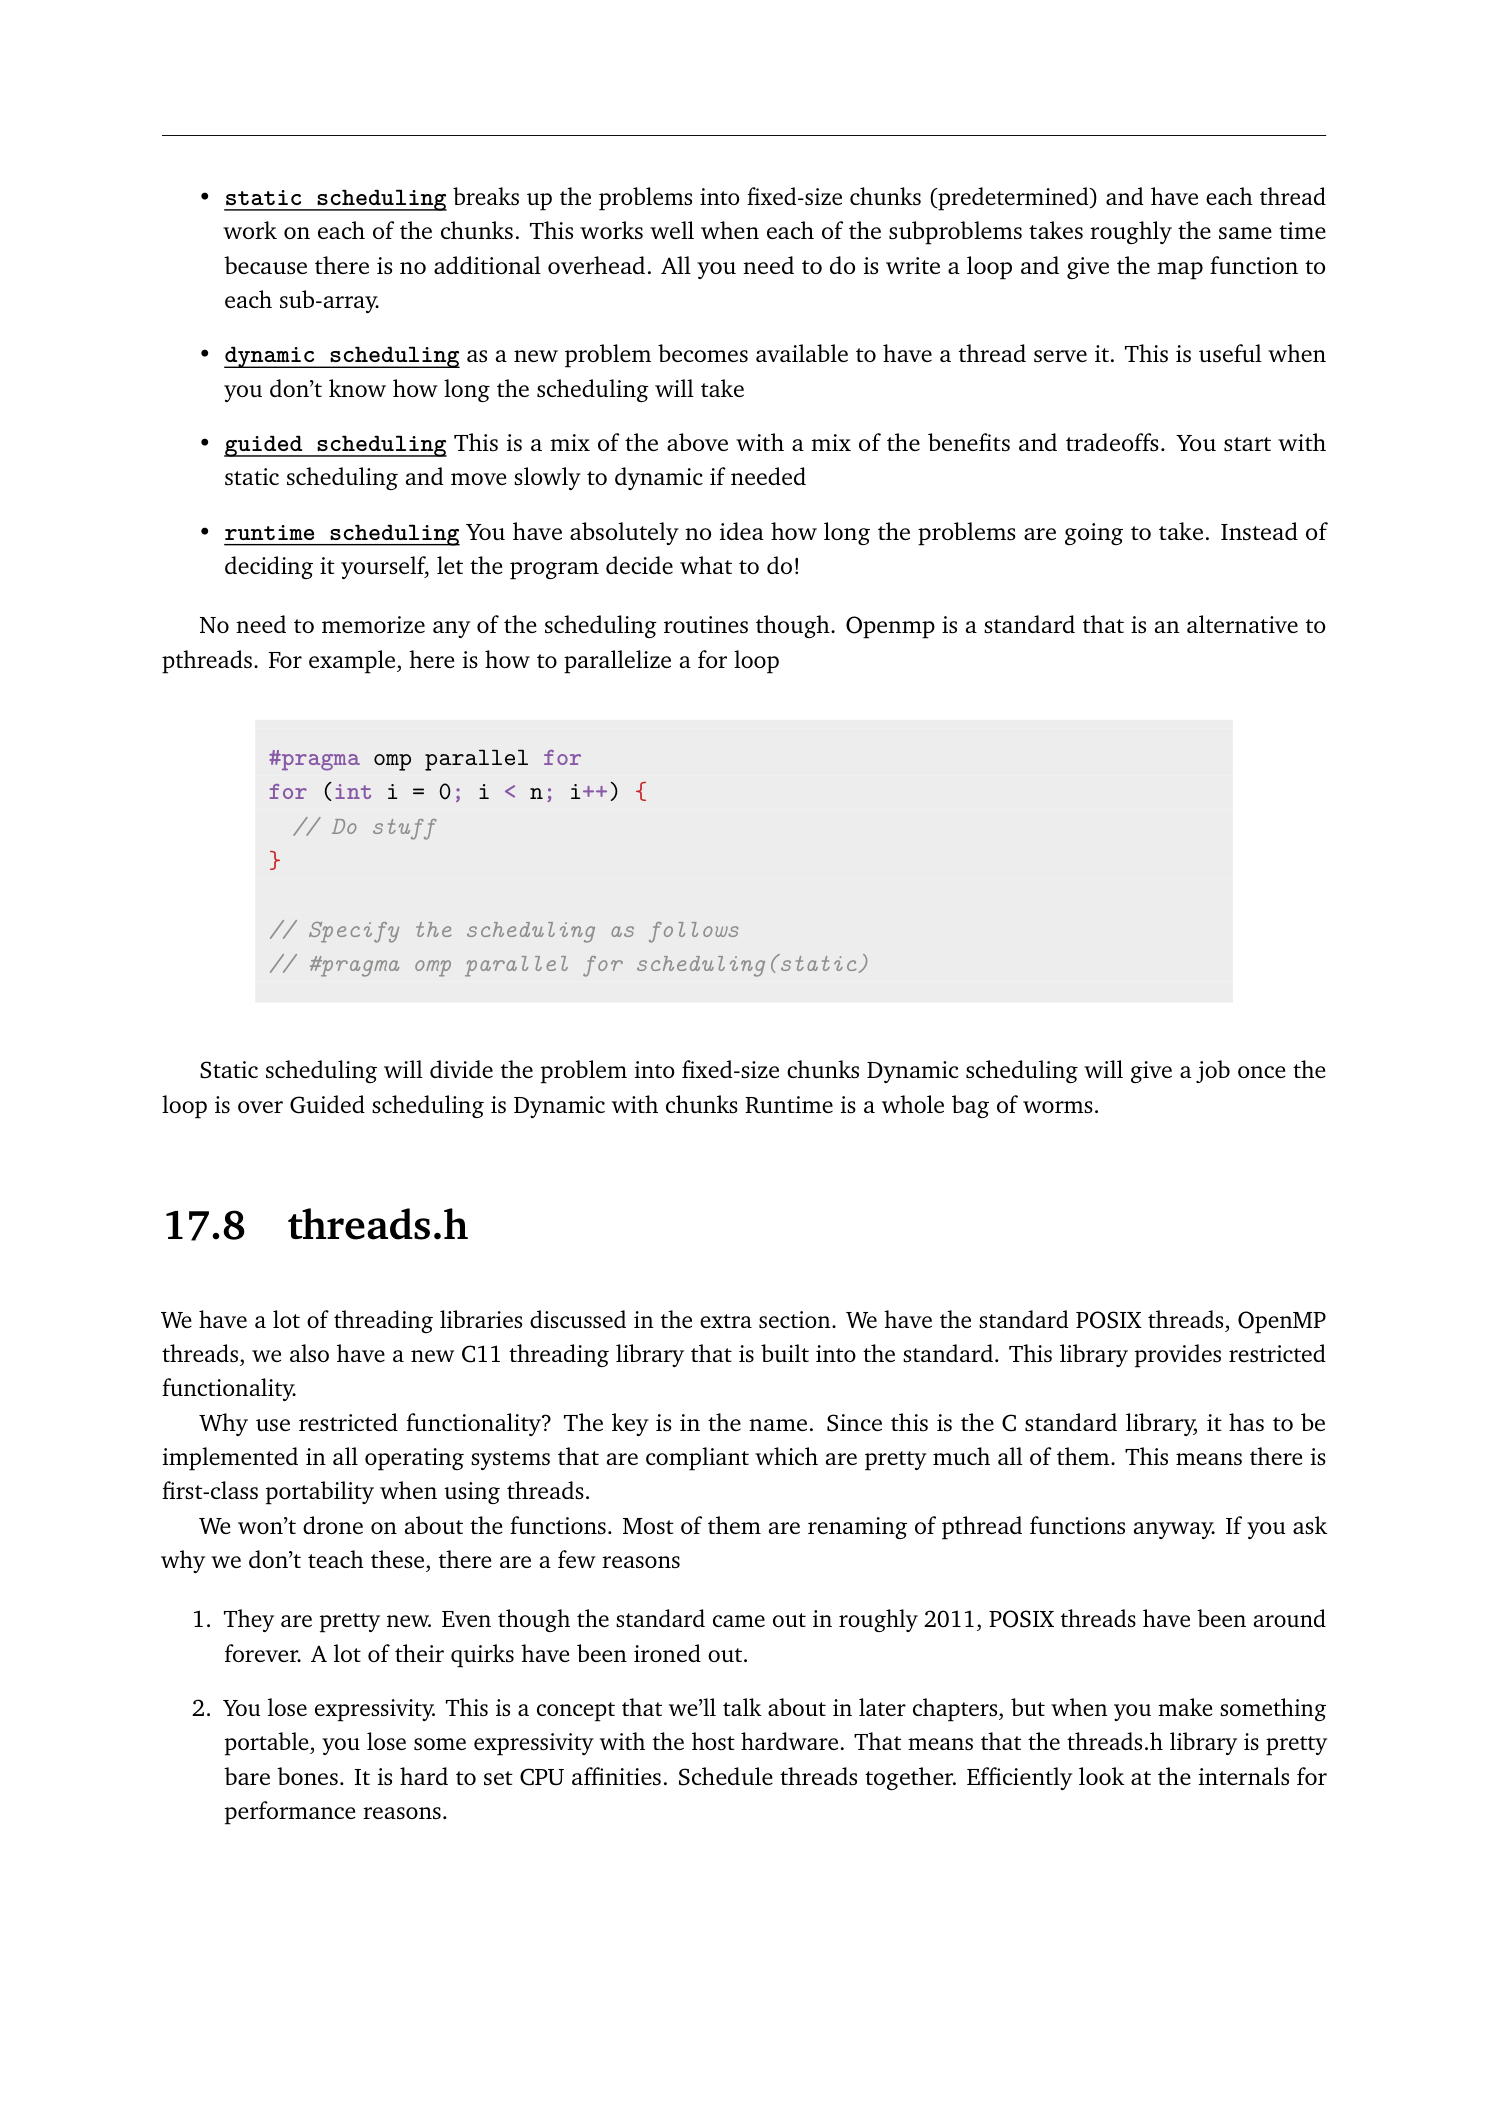 • static scheduling breaks up the problems into fixed-size chunks (predetermined) and have each thread
work on each of the chunks. This works well when each of the subproblems takes roughly the same time
because there is no additional overhead. All you need to do is write a loop and give the map function to
each sub-array.
• dynamic scheduling as a new problem becomes available to have a thread serve it. This is useful when
you don't know how long the scheduling will take
• guided scheduling This is a mix of the above with a mix of the benefits and tradeoffs. You start with
static scheduling and move slowly to dynamic if needed
• runtime scheduling You have absolutely no idea how long the problems are going to take. Instead of
deciding it yourself, let the program decide what to do!
No need to memorize any of the scheduling routines though. Openmp is a standard that is an alternative to
pthreads. For example, here is how to parallelize a for loop
#pragma omp parallel for
for (int i = 0; i < n; i++) {
// Do stuff
}
// Specify the scheduling as follows
// #pragma omp parallel for scheduling(static)
Static scheduling will divide the problem into fixed-size chunks Dynamic scheduling will give a job once the
loop is over Guided scheduling is Dynamic with chunks Runtime is a whole bag of worms.
17.8 threads.h
We have a lot of threading libraries discussed in the extra section. We have the standard POSIX threads, OpenMP
threads, we also have a new C11 threading library that is built into the standard. This library provides restricted
functionality.
Why use restricted functionality? The key is in the name. Since this is the C standard library, it has to be
implemented in all operating systems that are compliant which are pretty much all of them. This means there is
first-class portability when using threads.
We won't drone on about the functions. Most of them are renaming of pthread functions anyway. If you ask
why we don't teach these, there are a few reasons
1. They are pretty new. Even though the standard came out in roughly 2011, POSIX threads have been around
forever. A lot of their quirks have been ironed out.
2. You lose expressivity. This is a concept that we'll talk about in later chapters, but when you make something
portable, you lose some expressivity with the host hardware. That means that the threads.h library is pretty
bare bones. It is hard to set CPU affinities. Schedule threads together. Efficiently look at the internals for
performance reasons.